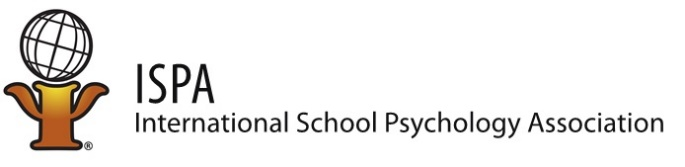 ISPA
International School Psychology Association
®